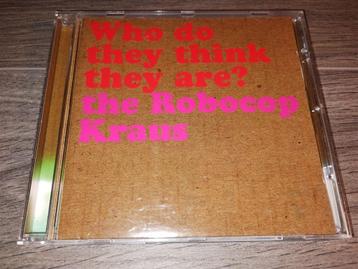 Who do
they think
they are?
the Robocop
Kraus